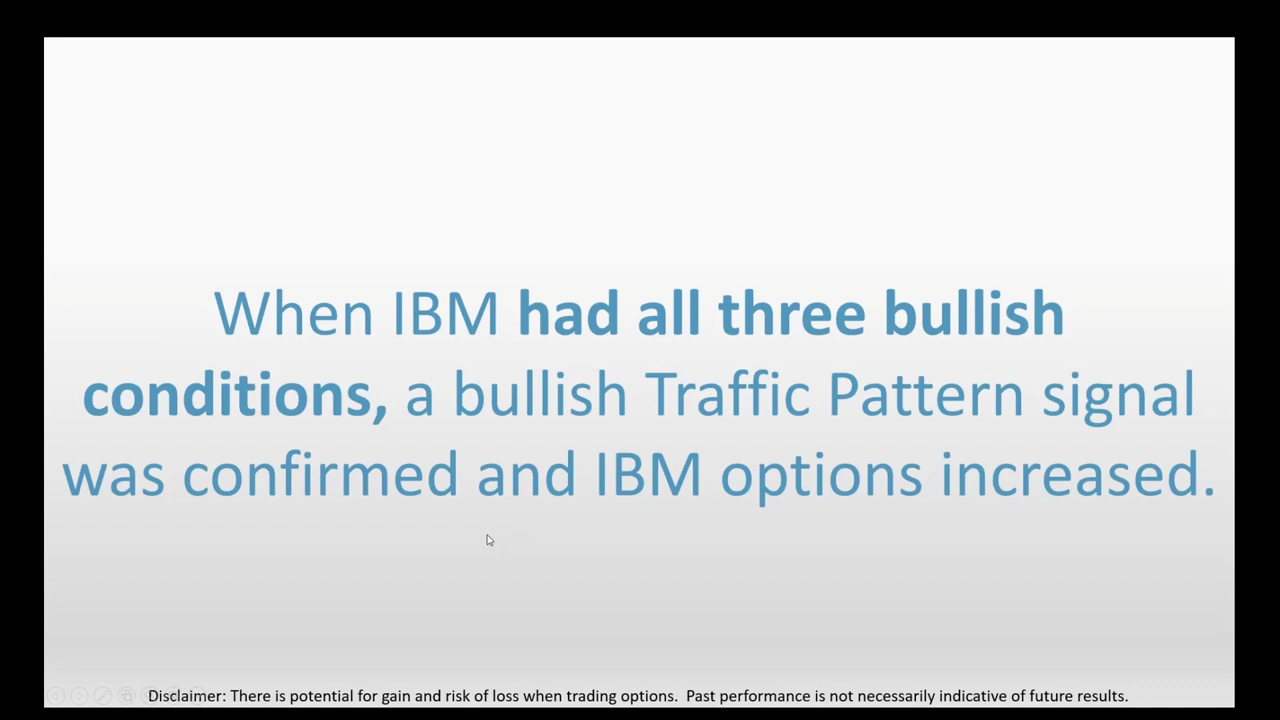 When IBM had all three bullish
conditions, a bullish Traffic Pattern signal
was confirmed and IBM options increased.
Disclaimer: There is potential for gain and risk of loss when trading options.  Past performance is not necessarily indicative of future results.